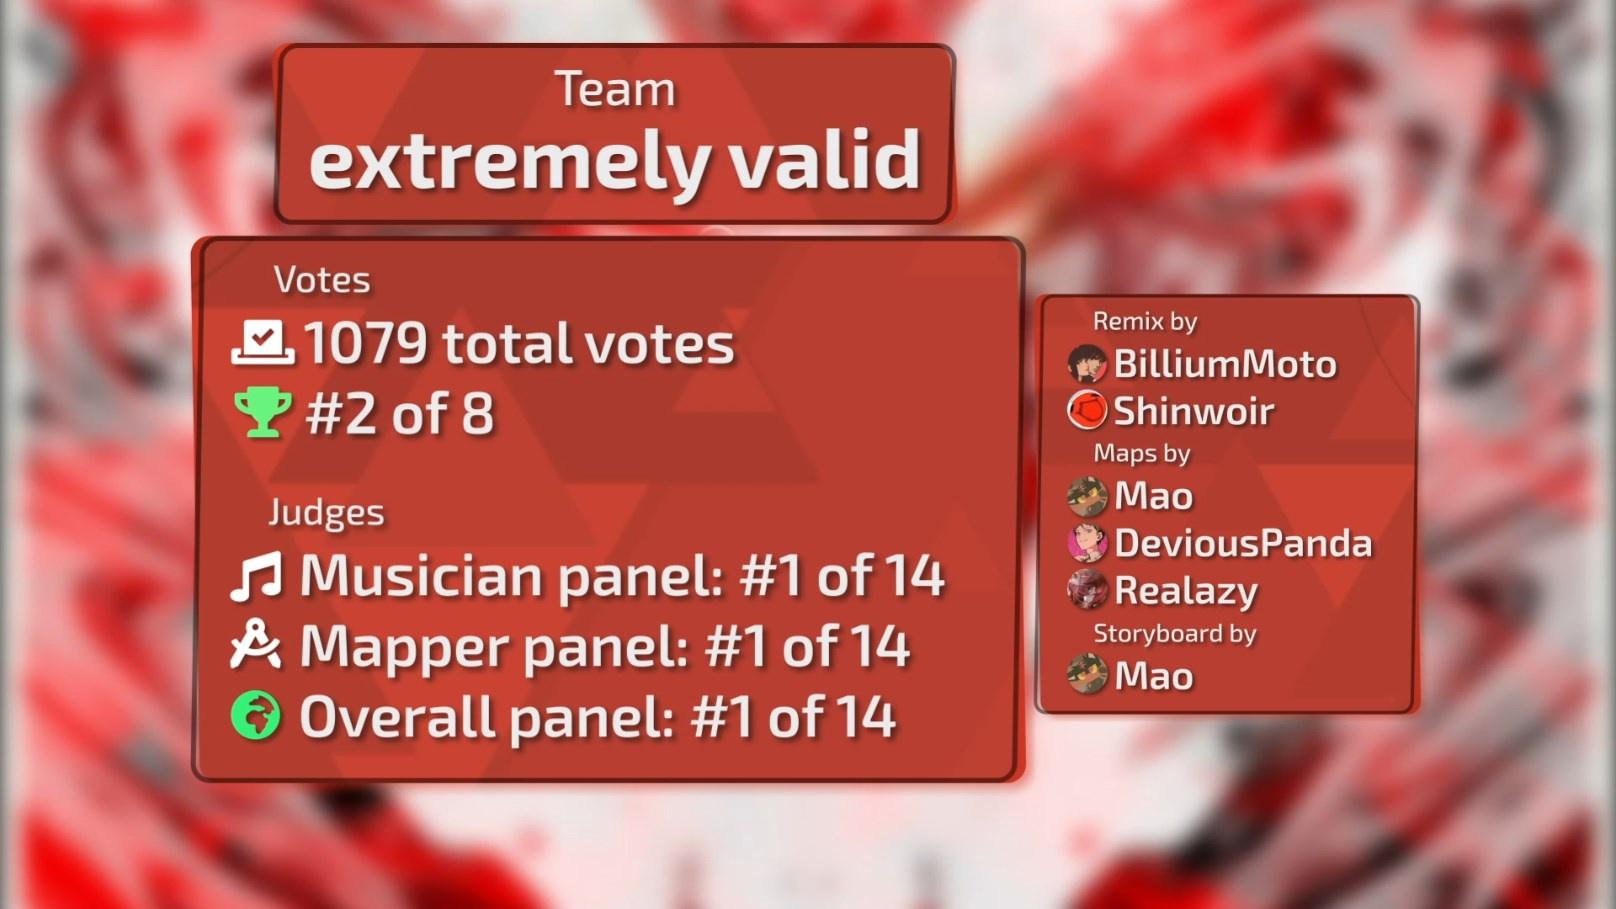 Team
extremely valid
Votes
1079 total votes
#2 of 8
Judges
Musician panel: #1 of 14
Mapper panel: #1 of 14
Overall panel: #1 of 14
Remix by
BilliumMoto
Shinwoir
Maps by
Mao
DeviousPanda
Realazy
Storyboard by
Mao